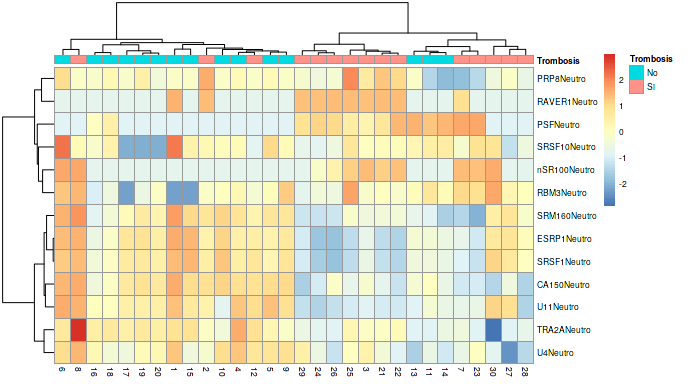 Trombosis
Trombosis
No
SI
2
1
0
-1
-2
PRP8Neutro
RAVER1Neutro
PSFNeutro
SRSF10Neutro
nSR100Neutro
RBM3Neutro
SRM160Neutro
ESRP1Neutro
SRSF1Neutro
CA150Neutro
U11Neutro
TRA2ANeutro
U4Neutro
6 8 16 18 17 19 20 1 15 2 10 4 12 5 9 29 24 26 25 3 21 22 13 11 14 7 23 30 27 28